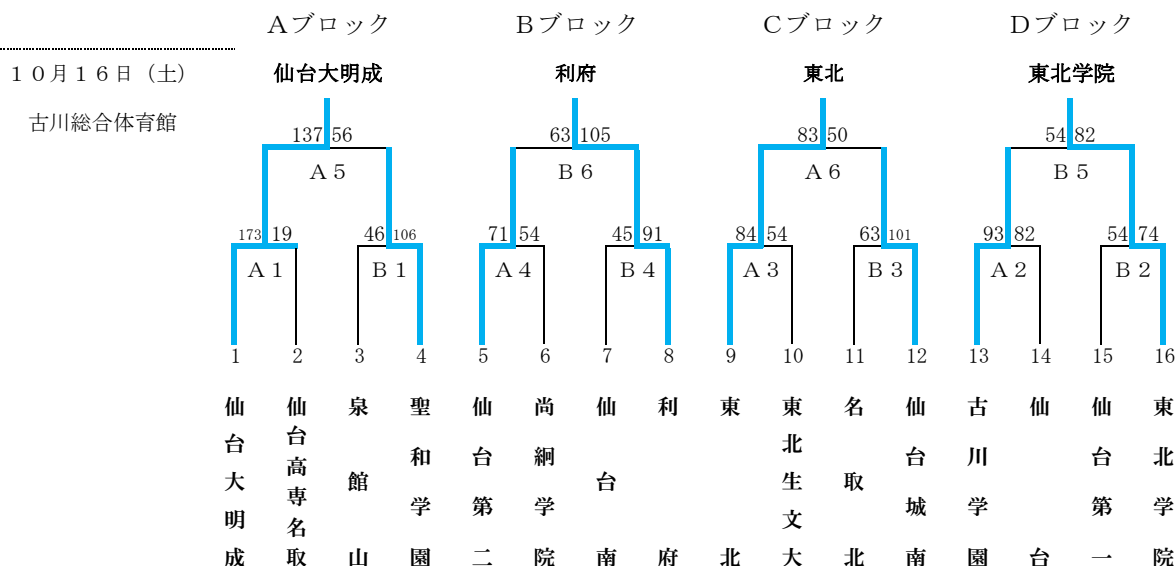 Aブロック Bブロック Cブロック Dブロック
10月16日（土） 仙台大明成 利府 東北 東北学院
古川総合体育館
137 56 63 105 83 50 54 82
A5 B6 A6 B5
173 19 46 106 71 54 45 91 84 54 63 101 93 82 54 74
A1 B1 A4 B4 A3 B3 A2 B2
1 2 3 4 5 6 7 8 9 10 11 12 13 14 15 16
仙台大明成
仙台高専名取
泉館山
聖和学園
仙台第二
尚絅学院
仙台南
利府
東北
東北生文大
名取北
仙台城南
古川学園
仙台
仙台第一
東北学院